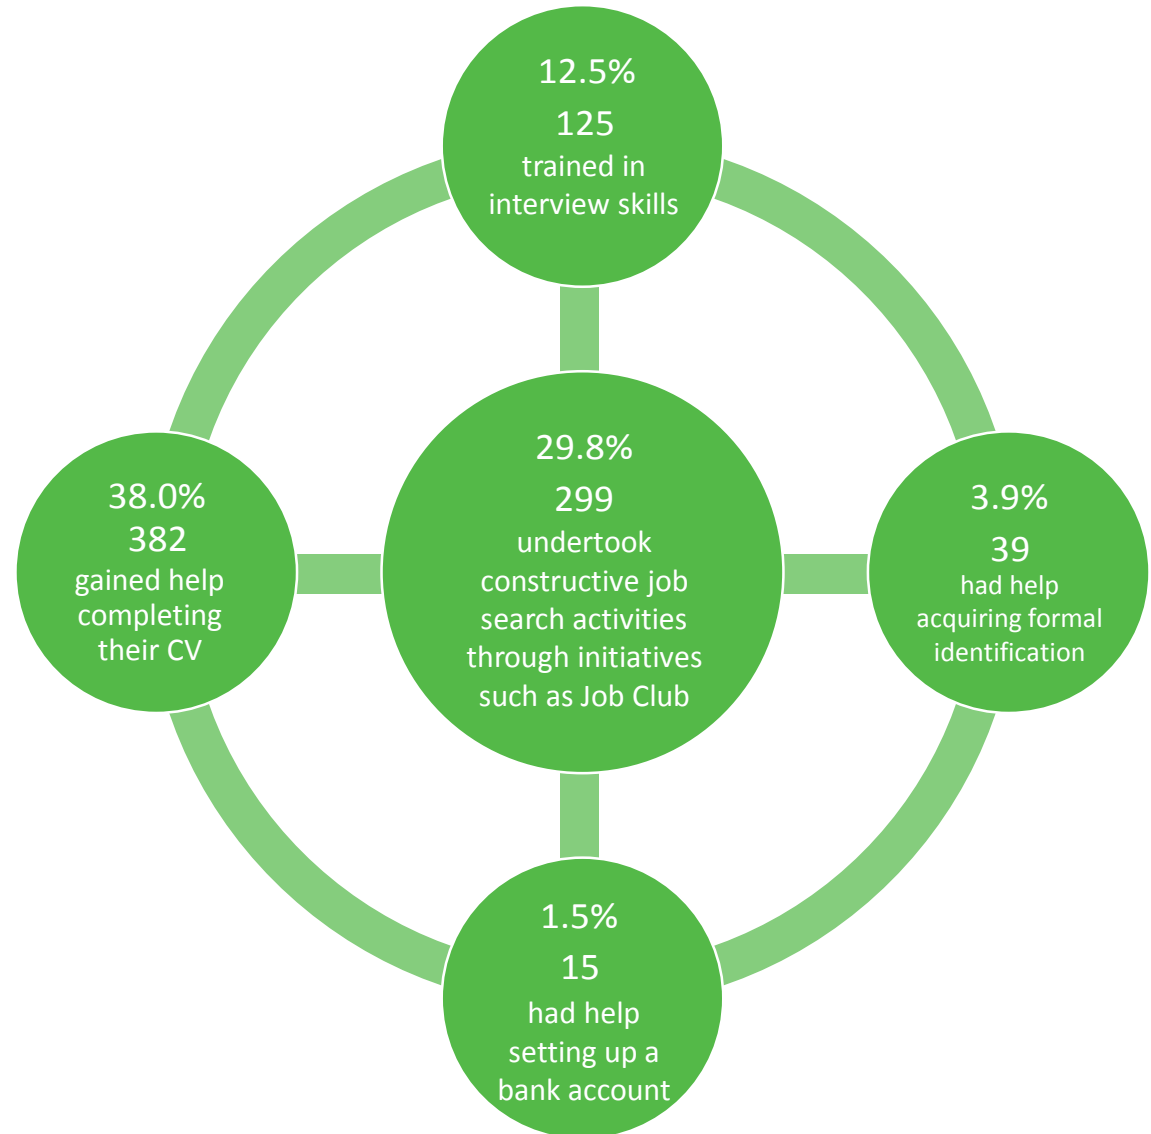 12.5%
125
trained in
interview skills
38.0%
382
gained help
completing
their CV
29.8%
299
undertook
constructive job
search activities
through initiatives
such as Job Club
3.9%
39
had help
acquiring formal
identification
1.5%
15
had help
setting up a
bank account